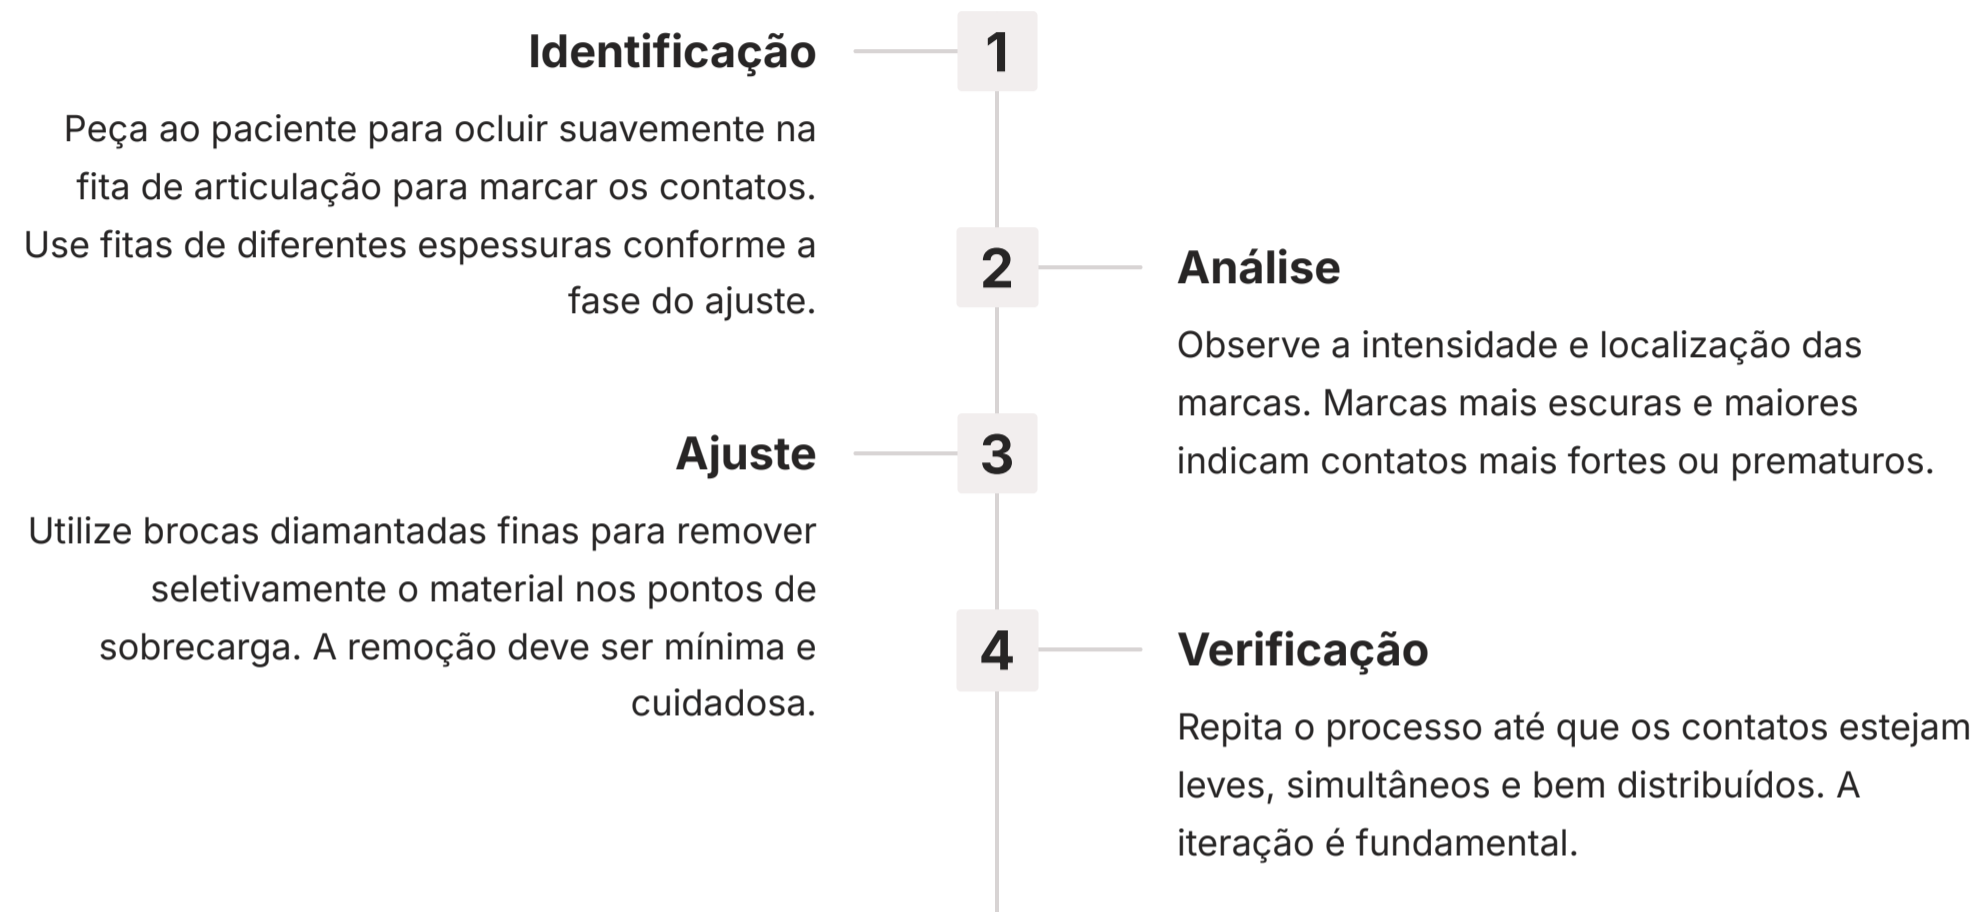 1
Identificação
Peça ao paciente para ocluir suavemente na
fita de articulação para marcar os contatos.
Use fitas de diferentes espessuras conforme a
fase do ajuste.
2
Análise
Observe a intensidade e localização das
marcas. Marcas mais escuras e maiores
indicam contatos mais fortes ou prematuros.
3
Ajuste
Utilize brocas diamantadas finas para remover
seletivamente o material nos pontos de
sobrecarga. A remoção deve ser mínima e
cuidadosa.
4
Verificação
Repita o processo até que os contatos estejam
leves, simultâneos e bem distribuídos. A
iteração é fundamental.